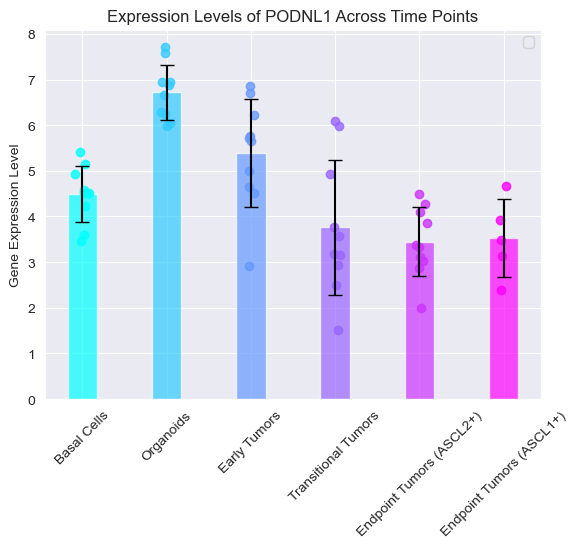 Expression Levels of PODNL1 Across Time Points
8
7
6
5
4
3
2
1
0
Gene Expression Level
Basal Cells
Organoids
Early Tumors
Transitional Tumors
Endpoint Tumors (ASCL2+)
Endpoint Tumors (ASCL1+)